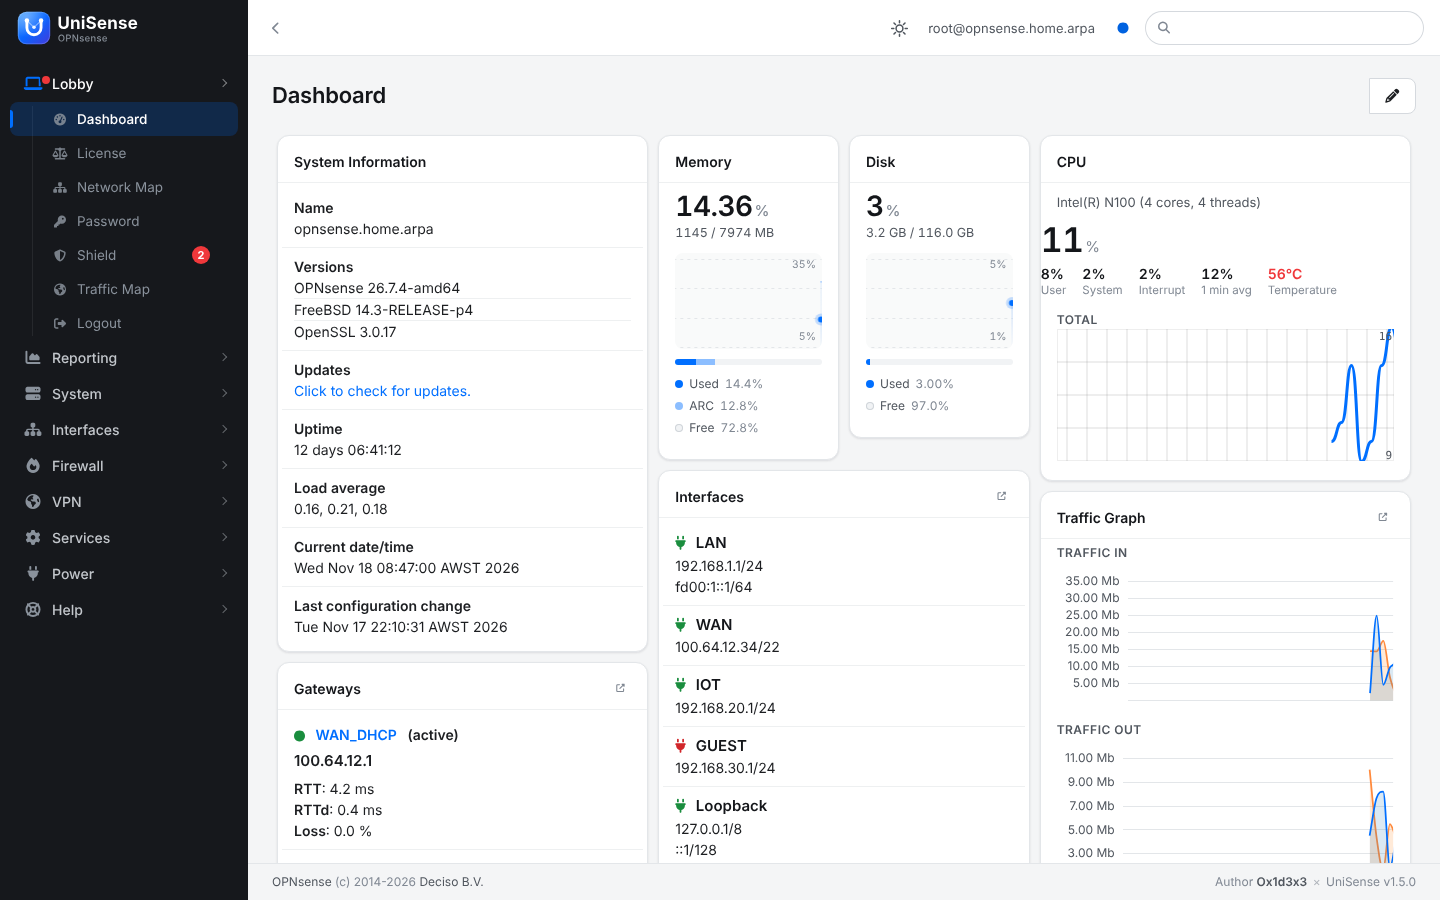 UniSense
OPNsense
root@opnsense.home.arpa
Lobby
Dashboard
License
Network Map
Password
Shield 2
Traffic Map
Logout
Reporting
System
Interfaces
Firewall
VPN
Services
Power
Help
Dashboard
System Information
Name
opnsense.home.arpa
Versions
OPNsense 26.7.4-amd64
FreeBSD 14.3-RELEASE-p4
OpenSSL 3.0.17
Updates
Click to check for updates.
Uptime
12 days 06:41:12
Load average
0.16, 0.21, 0.18
Current date/time
Wed Nov 18 08:47:00 AWST 2026
Last configuration change
Tue Nov 17 22:10:31 AWST 2026
Gateways
WAN_DHCP (active)
100.64.12.1
RTT: 4.2 ms
RTTd: 0.4 ms
Loss: 0.0 %
Memory
14.36 %
1145 / 7974 MB
35%
5%
Used 14.4%
ARC 12.8%
Free 72.8%
Disk
3 %
3.2 GB / 116.0 GB
5%
1%
Used 3.00%
Free 97.0%
Interfaces
LAN
192.168.1.1/24
fd00:1::1/64
WAN
100.64.12.34/22
IOT
192.168.20.1/24
GUEST
192.168.30.1/24
Loopback
127.0.0.1/8
::1/128
CPU
Intel(R) N100 (4 cores, 4 threads)
11 %
8% 2% 2% 12% 56°C
User System Interrupt 1 min avg Temperature
TOTAL
9
Traffic Graph
TRAFFIC IN
35.00 Mb
30.00 Mb
25.00 Mb
20.00 Mb
15.00 Mb
10.00 Mb
5.00 Mb
TRAFFIC OUT
11.00 Mb
9.00 Mb
7.00 Mb
5.00 Mb
3.00 Mb
OPNsense (c) 2014-2026 Deciso B.V.
Author Ox1d3x3 × UniSense v1.5.0